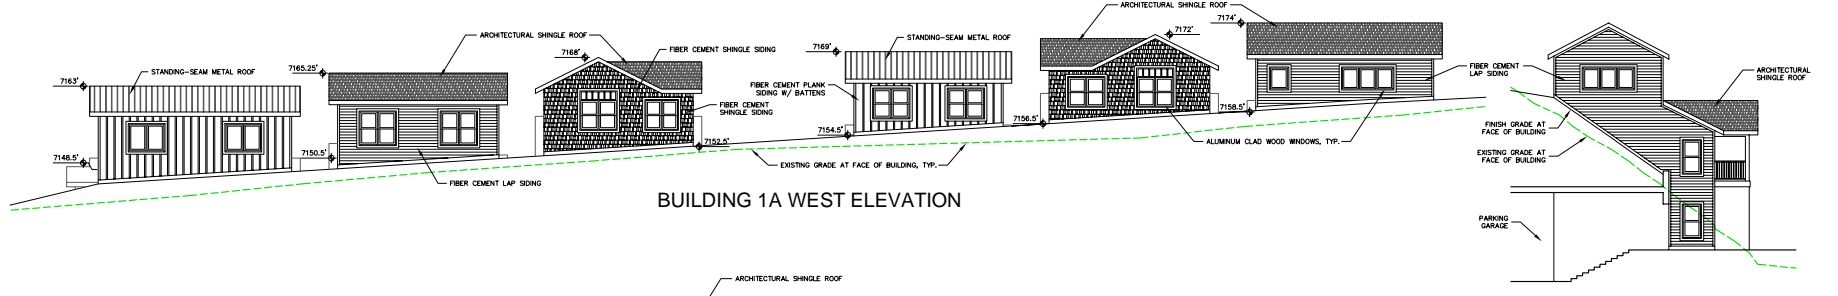 ARCHITECTURAL SHINGLE ROOF
7174'
7172'
ARCHITECTURAL SHINGLE ROOF
STANDING-SEAM METAL ROOF
7169'
7168'
FIBER CEMENT SHINGLE SIDING
7165.25'
STANDING-SEAM METAL ROOF
7163'
FIBER CEMENT PLANK
SIDING W/ BATTENS
FIBER CEMENT
LAP SIDING
ARCHITECTURAL
SHINGLE ROOF
FIBER CEMENT
SHINGLE SIDING
7158.5'
7156.5'
7154.5'
7152.5'
7150.5'
7148.5'
FINISH GRADE AT
FACE OF BUILDING
ALUMINUM CLAD WOOD WINDOWS, TYP.
EXISTING GRADE AT
FACE OF BUILDING
EXISTING GRADE AT FACE OF BUILDING, TYP.
FIBER CEMENT LAP SIDING
BUILDING 1A WEST ELEVATION
PARKING
GARAGE
ARCHITECTURAL SHINGLE ROOF